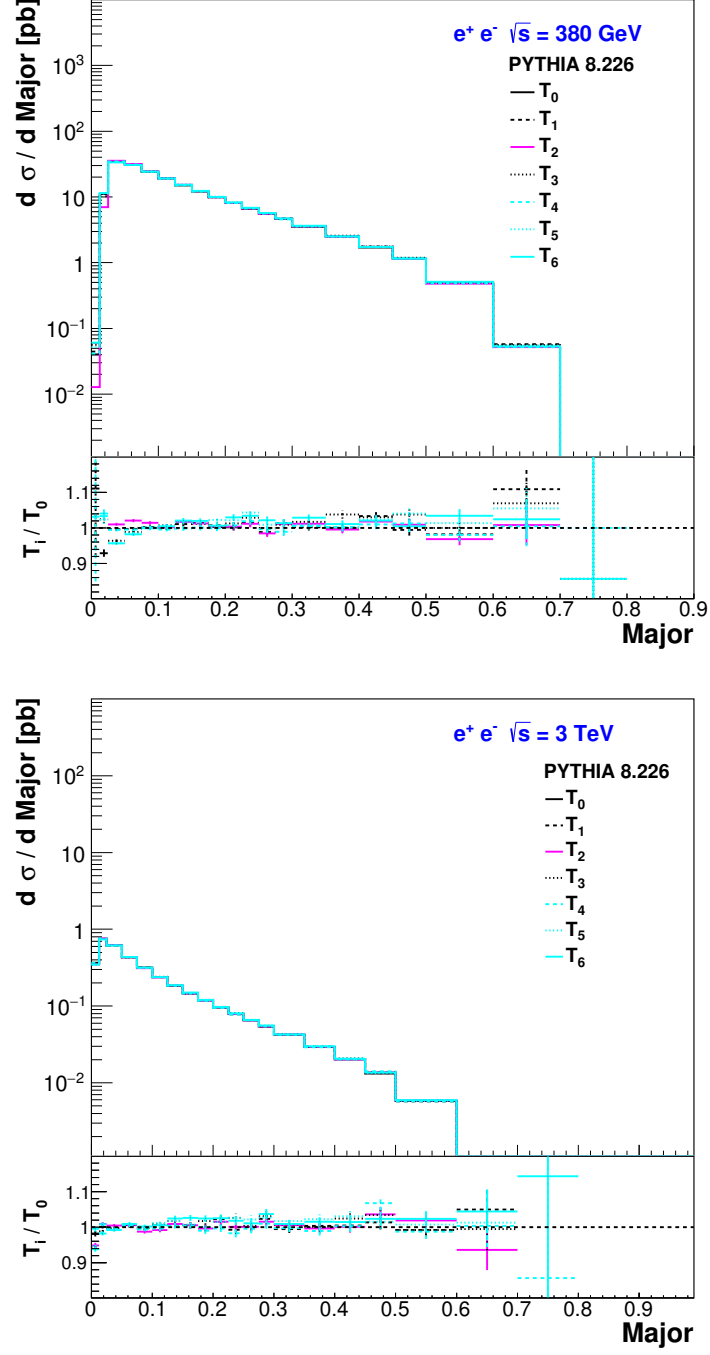 d σ / d Major [pb]
e⁺ e⁻ √s = 380 GeV
PYTHIA 8.226
T₀
T₁
T₂
T₃
T₄
T₅
T₆
10³
10²
10
1
10⁻¹
10⁻²
T_i / T₀
1.1
1
0.9
0 0.1 0.2 0.3 0.4 0.5 0.6 0.7 0.8 0.9
Major
d σ / d Major [pb]
e⁺ e⁻ √s = 3 TeV
PYTHIA 8.226
T₀
T₁
T₂
T₃
T₄
T₅
T₆
10²
10
1
10⁻¹
10⁻²
T_i / T₀
1.1
1
0.9
0 0.1 0.2 0.3 0.4 0.5 0.6 0.7 0.8 0.9
Major